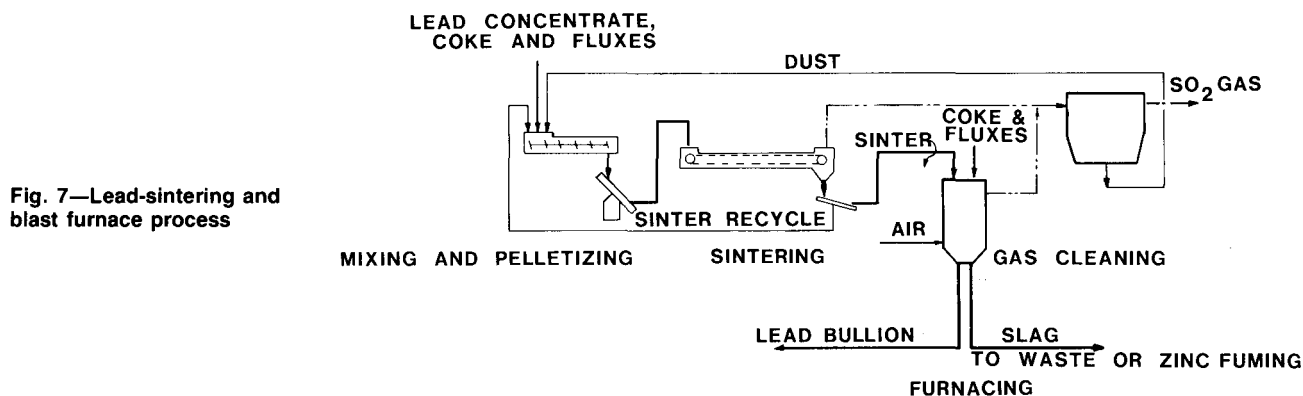 LEAD CONCENTRATE,
COKE AND FLUXES
DUST
SO2 GAS
COKE &
FLUXES
SINTER
Fig. 7—Lead-sintering and
blast furnace process
SINTER RECYCLE
AIR
MIXING AND PELLETIZING
SINTERING
GAS CLEANING
LEAD BULLION
SLAG
TO WASTE OR ZINC FUMING
FURNACING